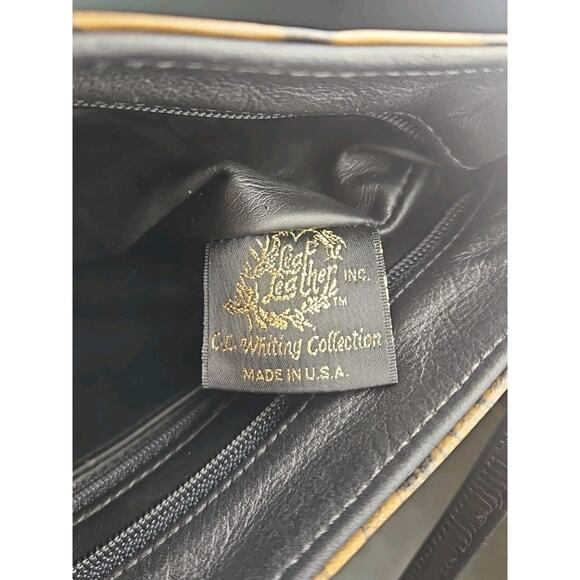 Leaf
Leather INC.
TM
C.L. Whiting Collection
MADE IN U.S.A.